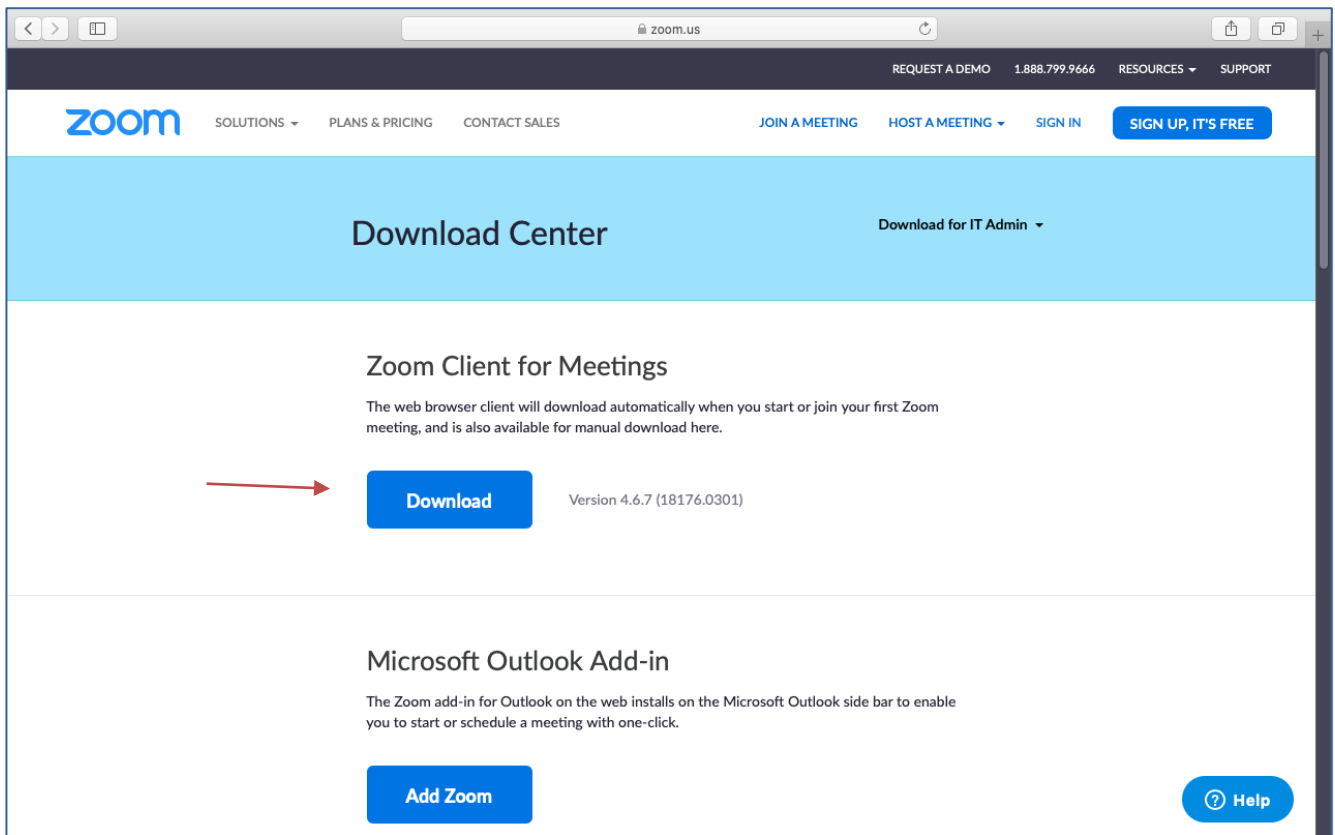 zoom.us
REQUEST A DEMO 1.888.799.9666 RESOURCES SUPPORT
zoom SOLUTIONS PLANS & PRICING CONTACT SALES JOIN A MEETING HOST A MEETING SIGN IN SIGN UP, IT'S FREE
Download Center Download for IT Admin
Zoom Client for Meetings
The web browser client will download automatically when you start or join your first Zoom
meeting, and is also available for manual download here.
Download Version 4.6.7 (18176.0301)
Microsoft Outlook Add-in
The Zoom add-in for Outlook on the web installs on the Microsoft Outlook side bar to enable
you to start or schedule a meeting with one-click.
Add Zoom
Help